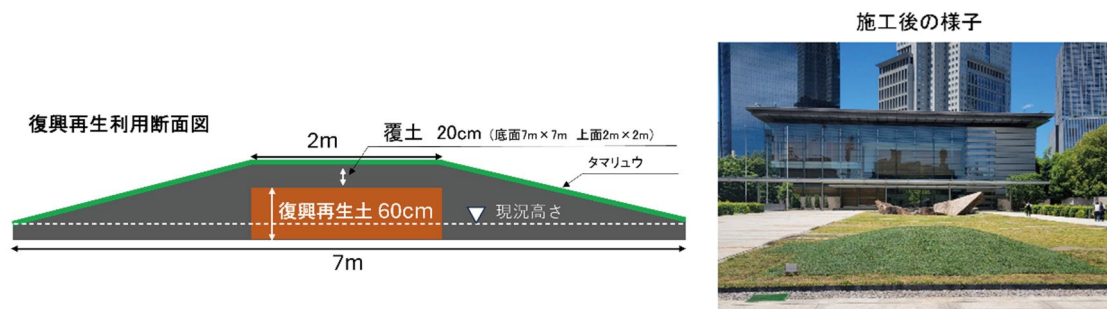 施工後の様子
復興再生利用断面図
覆土 20cm（底面7m×7m 上面2m×2m）
2m
タマリュウ
復興再生土 60cm
現況高さ
7m